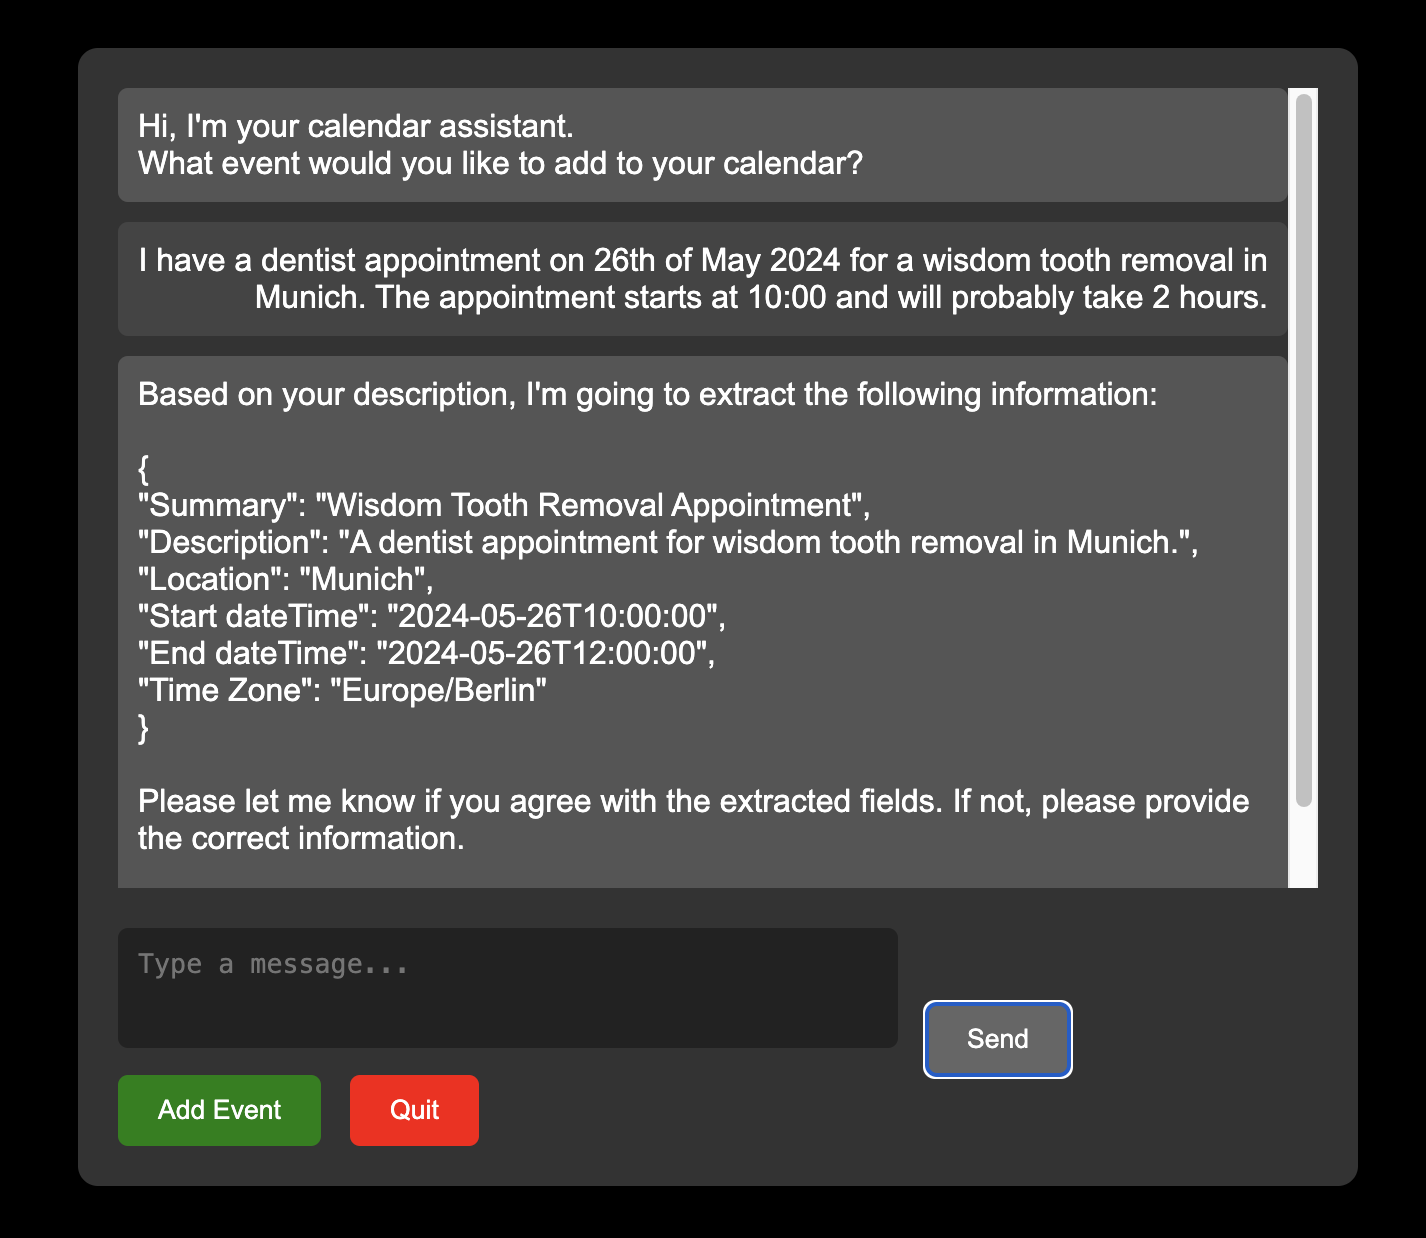 Hi, I'm your calendar assistant.
What event would you like to add to your calendar?
I have a dentist appointment on 26th of May 2024 for a wisdom tooth removal in
Munich. The appointment starts at 10:00 and will probably take 2 hours.
Based on your description, I'm going to extract the following information:
{
"Summary": "Wisdom Tooth Removal Appointment",
"Description": "A dentist appointment for wisdom tooth removal in Munich.",
"Location": "Munich",
"Start dateTime": "2024-05-26T10:00:00",
"End dateTime": "2024-05-26T12:00:00",
"Time Zone": "Europe/Berlin"
}
Please let me know if you agree with the extracted fields. If not, please provide
the correct information.
Type a message...
Send
Add Event
Quit